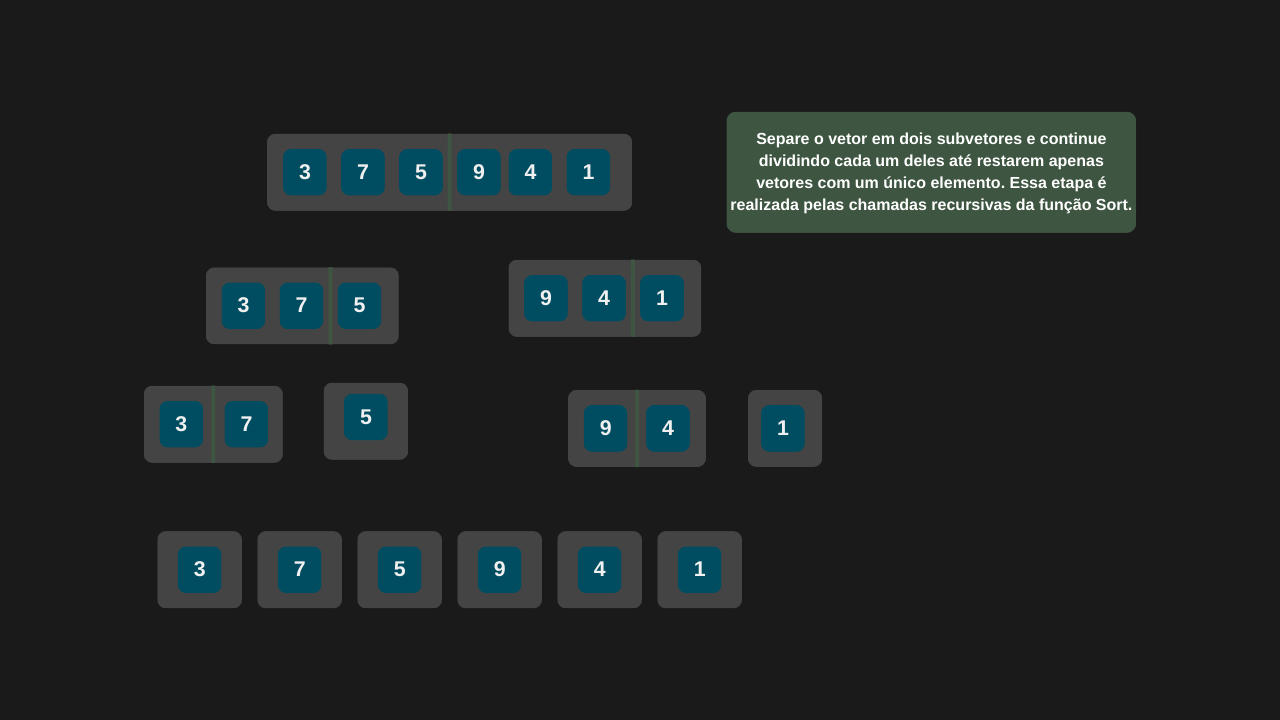 3 7 5 9 4 1
Separe o vetor em dois subvetores e continue
dividindo cada um deles até restarem apenas
vetores com um único elemento. Essa etapa é
realizada pelas chamadas recursivas da função Sort.
3 7 5
9 4 1
3 7
5
9 4
1
3
7
5
9
4
1